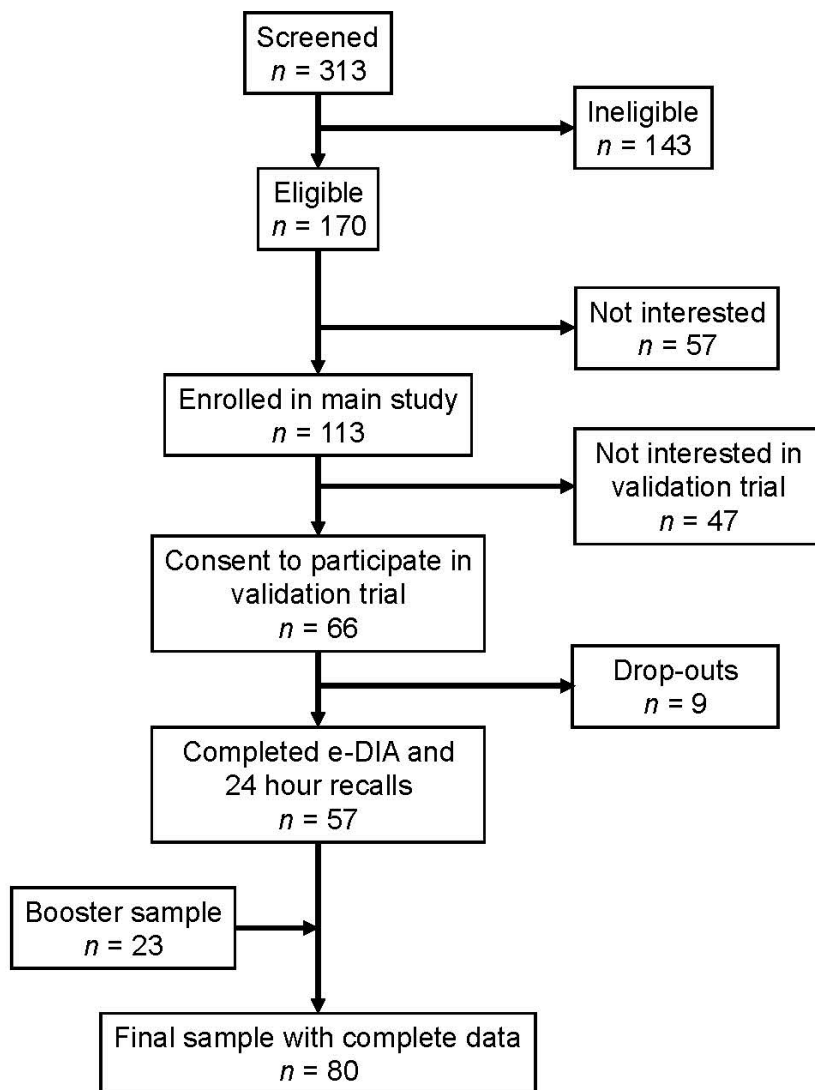 Screened
n = 313
Ineligible
n = 143
Eligible
n = 170
Not interested
n = 57
Enrolled in main study
n = 113
Not interested in
validation trial
n = 47
Consent to participate in
validation trial
n = 66
Drop-outs
n = 9
Completed e-DIA and
24 hour recalls
n = 57
Booster sample
n = 23
Final sample with complete data
n = 80